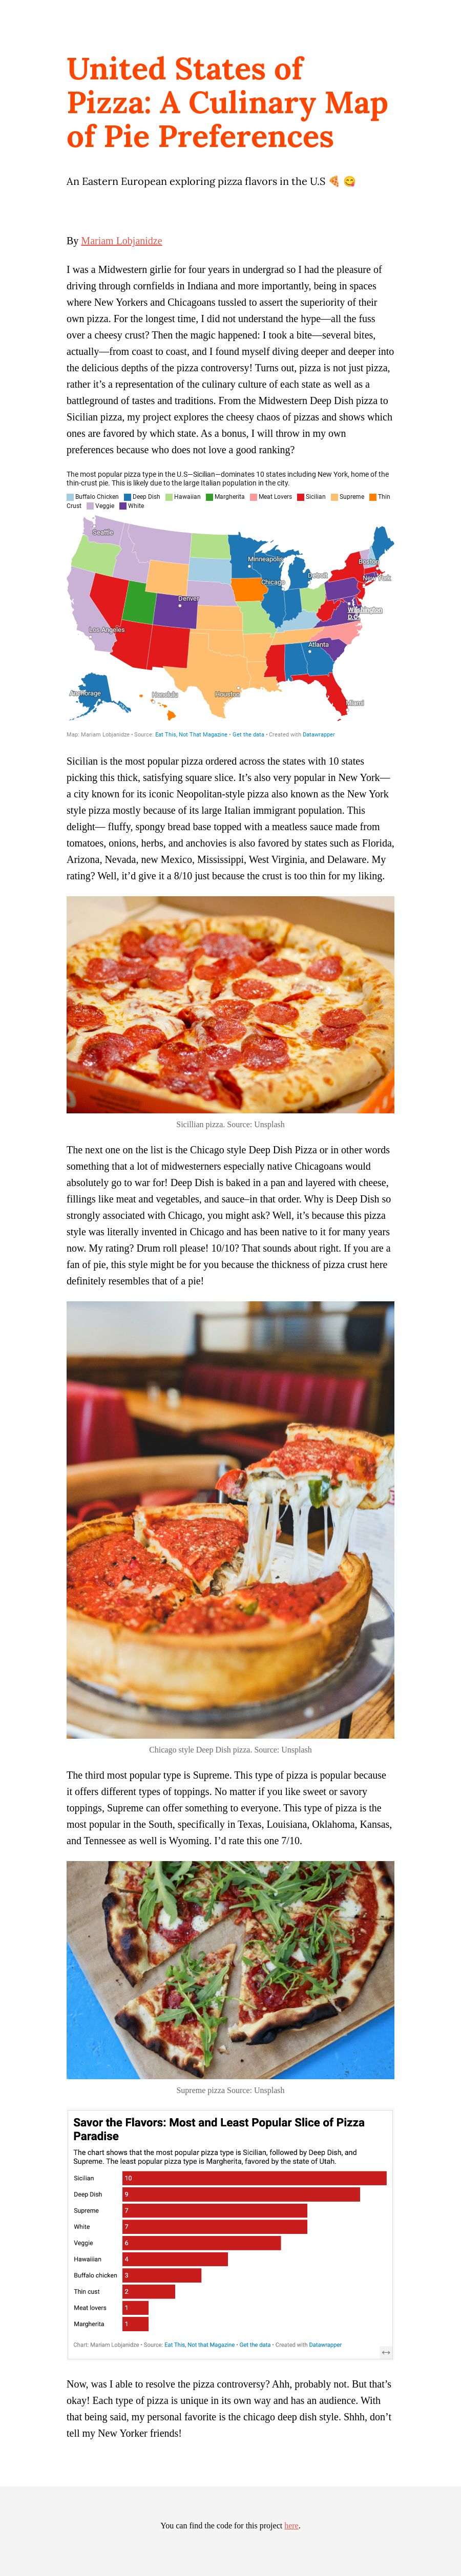 United States of
Pizza: A Culinary Map
of Pie Preferences
An Eastern European exploring pizza flavors in the U.S 🍕 😋
By Mariam Lobjanidze
I was a Midwestern girlie for four years in undergrad so I had the pleasure of
driving through cornfields in Indiana and more importantly, being in spaces
where New Yorkers and Chicagoans tussled to assert the superiority of their
own pizza. For the longest time, I did not understand the hype—all the fuss
over a cheesy crust? Then the magic happened: I took a bite—several bites,
actually—from coast to coast, and I found myself diving deeper and deeper into
the delicious depths of the pizza controversy! Turns out, pizza is not just pizza,
rather it’s a representation of the culinary culture of each state as well as a
battleground of tastes and traditions. From the Midwestern Deep Dish pizza to
Sicilian pizza, my project explores the cheesy chaos of pizzas and shows which
ones are favored by which state. As a bonus, I will throw in my own
preferences because who does not love a good ranking?
The most popular pizza type in the U.S—Sicilian—dominates 10 states including New York, home of the
thin-crust pie. This is likely due to the large Italian population in the city.
Buffalo Chicken Deep Dish Hawaiian Margherita Meat Lovers Sicilian Supreme Thin
Crust Veggie White
Seattle
Minneapolis
Boston
Detroit
New York
Chicago
Denver
Washington
D.C.
Los Angeles
Atlanta
Anchorage
Honolulu
Houston
Miami
Map: Mariam Lobjanidze • Source: Eat This, Not That Magazine • Get the data • Created with Datawrapper
Sicilian is the most popular pizza ordered across the states with 10 states
picking this thick, satisfying square slice. It’s also very popular in New York—
a city known for its iconic Neopolitan-style pizza also known as the New York
style pizza mostly because of its large Italian immigrant population. This
delight— fluffy, spongy bread base topped with a meatless sauce made from
tomatoes, onions, herbs, and anchovies is also favored by states such as Florida,
Arizona, Nevada, new Mexico, Mississippi, West Virginia, and Delaware. My
rating? Well, it’d give it a 8/10 just because the crust is too thin for my liking.
Sicillian pizza. Source: Unsplash
The next one on the list is the Chicago style Deep Dish Pizza or in other words
something that a lot of midwesterners especially native Chicagoans would
absolutely go to war for! Deep Dish is baked in a pan and layered with cheese,
fillings like meat and vegetables, and sauce–in that order. Why is Deep Dish so
strongly associated with Chicago, you might ask? Well, it’s because this pizza
style was literally invented in Chicago and has been native to it for many years
now. My rating? Drum roll please! 10/10? That sounds about right. If you are a
fan of pie, this style might be for you because the thickness of pizza crust here
definitely resembles that of a pie!
Chicago style Deep Dish pizza. Source: Unsplash
The third most popular type is Supreme. This type of pizza is popular because
it offers different types of toppings. No matter if you like sweet or savory
toppings, Supreme can offer something to everyone. This type of pizza is the
most popular in the South, specifically in Texas, Louisiana, Oklahoma, Kansas,
and Tennessee as well is Wyoming. I’d rate this one 7/10.
Supreme pizza Source: Unsplash
Savor the Flavors: Most and Least Popular Slice of Pizza
Paradise
The chart shows that the most popular pizza type is Sicilian, followed by Deep Dish, and
Supreme. The least popular pizza type is Margherita, favored by the state of Utah.
Sicilian 10
Deep Dish 9
Supreme 7
White 7
Veggie 6
Hawaiiian 4
Buffalo chicken 3
Thin cust 2
Meat lovers 1
Margherita 1
Chart: Mariam Lobjanidze • Source: Eat This, Not that Magazine • Get the data • Created with Datawrapper
Now, was I able to resolve the pizza controversy? Ahh, probably not. But that’s
okay! Each type of pizza is unique in its own way and has an audience. With
that being said, my personal favorite is the chicago deep dish style. Shhh, don’t
tell my New Yorker friends!
You can find the code for this project here.